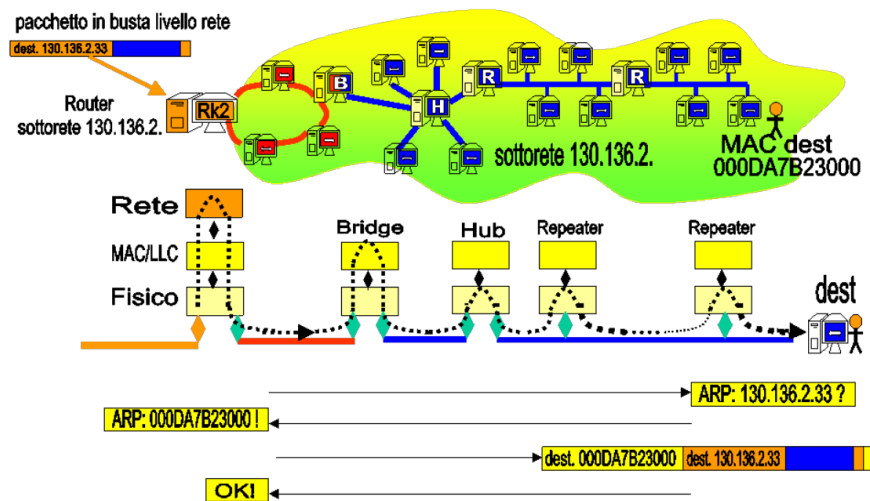 pacchetto in busta livello rete
dest. 130.136.2.33
Router
sottorete 130.136.2.
Rk2
B
H
R
R
sottorete 130.136.2.
MAC dest
000DA7B23000
Rete
MAC/LLC
Fisico
Bridge
Hub
Repeater
Repeater
dest
ARP: 130.136.2.33 ?
ARP: 000DA7B23000 !
dest. 000DA7B23000 dest. 130.136.2.33
OK!